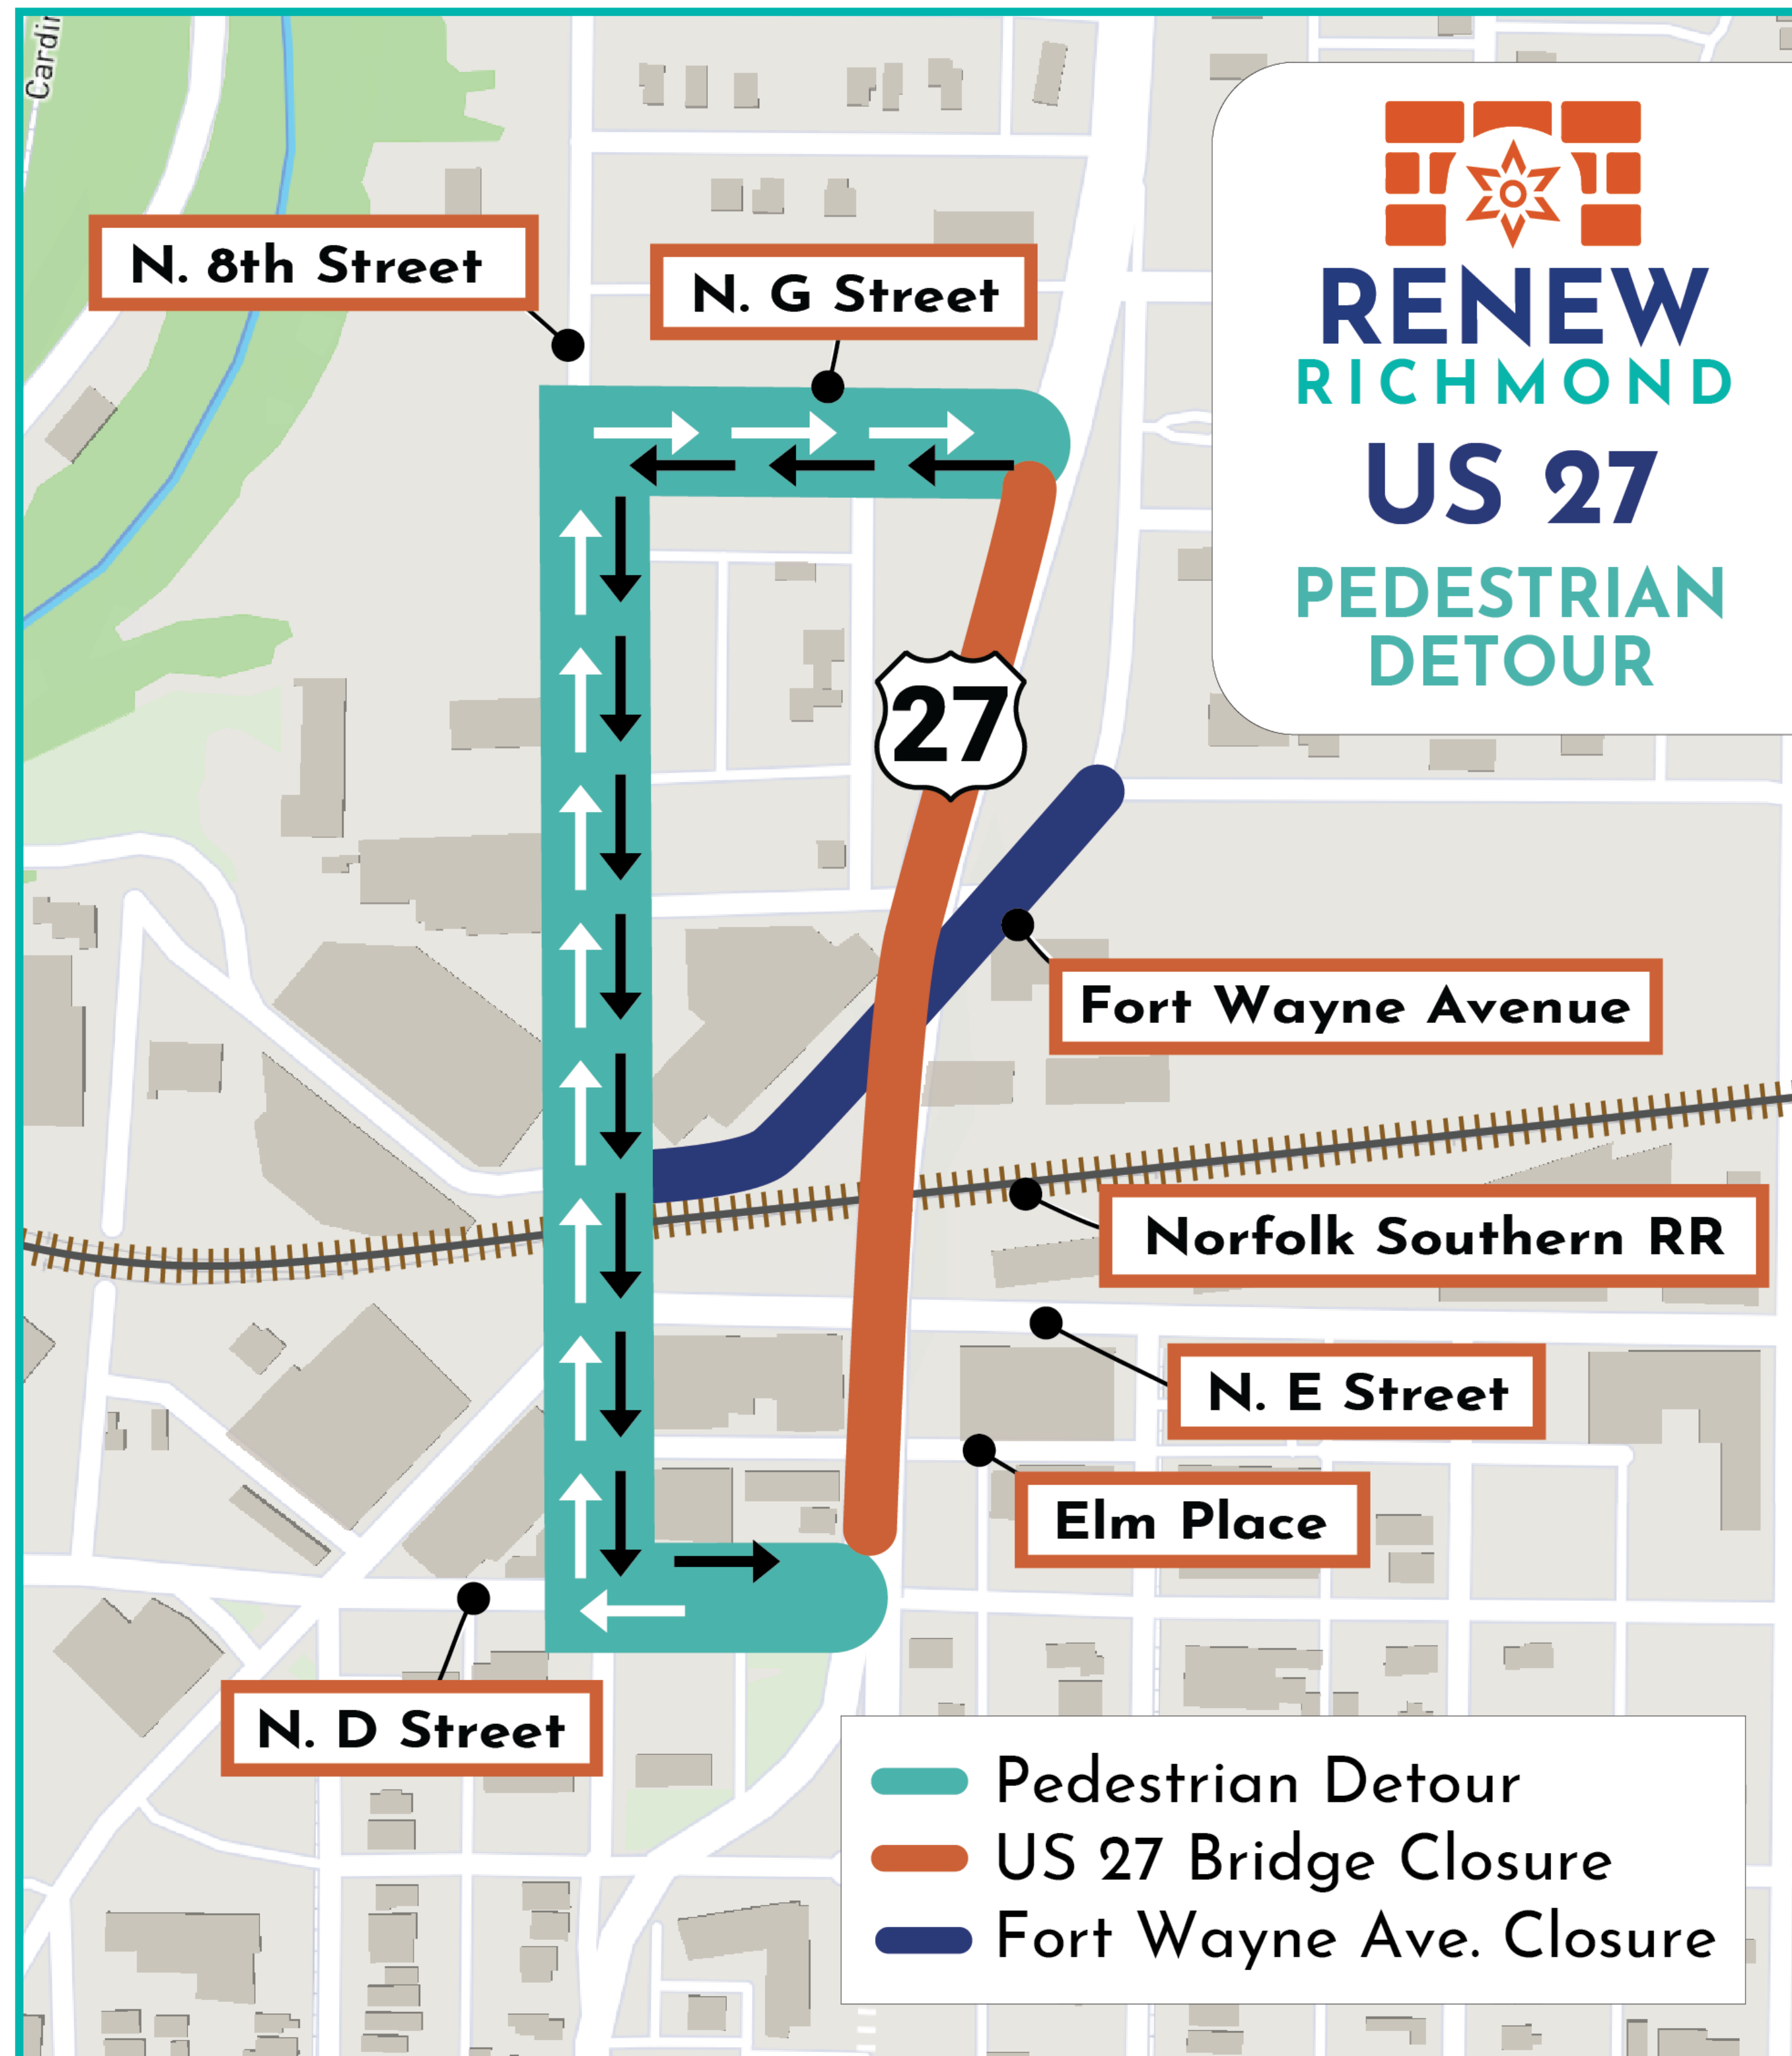 Cardin
N. 8th Street
N. G Street
RENEW
RICHMOND
US 27
PEDESTRIAN
DETOUR
27
Fort Wayne Avenue
Norfolk Southern RR
N. E Street
Elm Place
N. D Street
Pedestrian Detour
US 27 Bridge Closure
Fort Wayne Ave. Closure